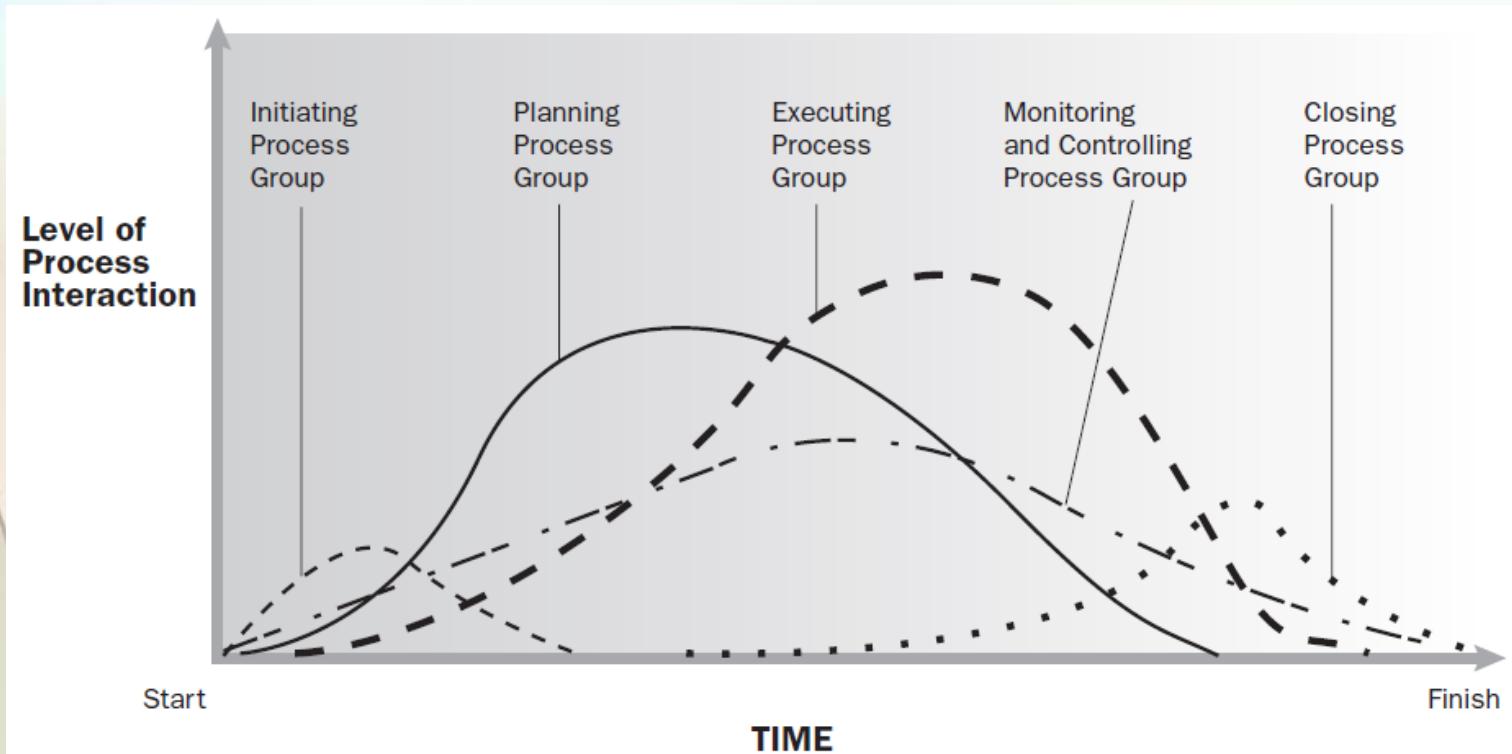 Initiating
Process
Group
Planning
Process
Group
Executing
Process
Group
Monitoring
and Controlling
Process Group
Closing
Process
Group
Level of
Process
Interaction
Start
Finish
TIME